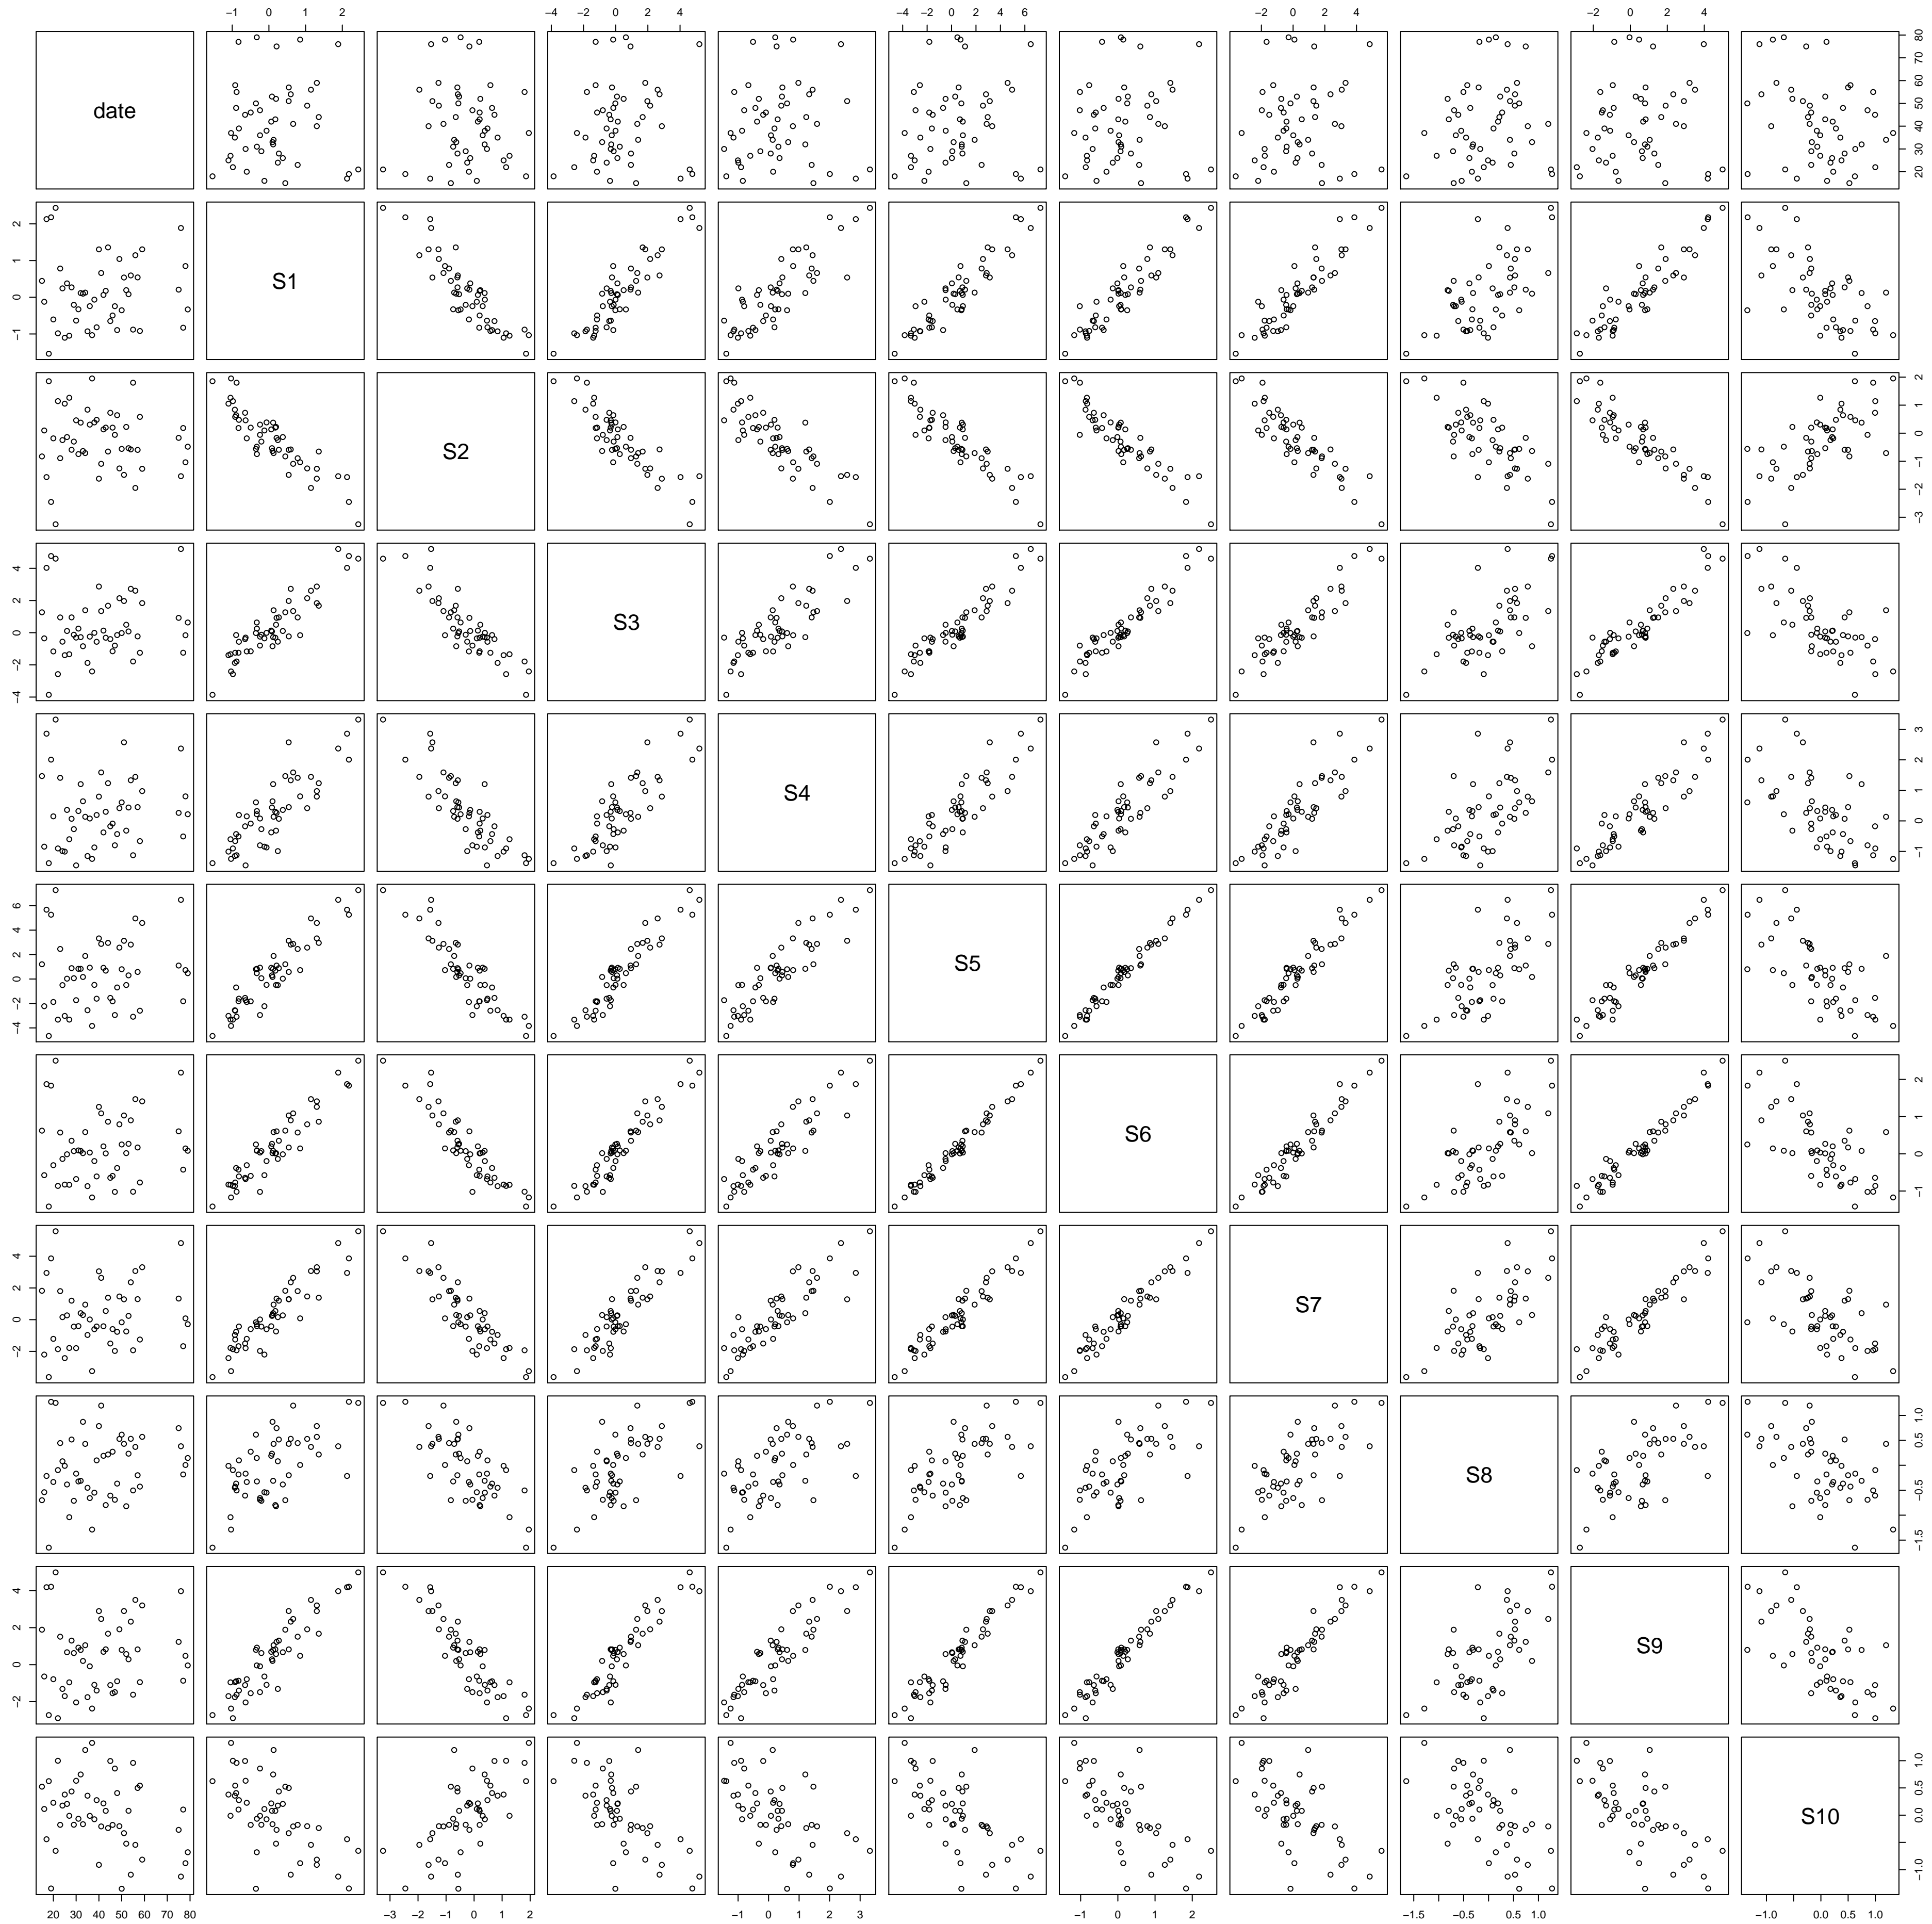 −1 0 1 2 −4 −2 0 2 4 −4 −2 0 2 4 6 −2 0 2 4 −2 0 2 4
date
20 30 40 50 60 70 80
−1 0 1 2
S1
S2
−3 −2 −1 0 1 2
−4 −2 0 2 4
S3
S4
−1 0 1 2 3
−4 −2 0 2 4 6
S5
S6
−1 0 1 2
−2 0 2 4
S7
S8
−1.5 −0.5 0.5 1.0
−2 0 2 4
S9
S10
−1.0 0.0 0.5 1.0
20 30 40 50 60 70 80 −3 −2 −1 0 1 2 −1 0 1 2 3 −1 0 1 2 −1.5 −0.5 0.5 1.0 −1.0 0.0 0.5 1.0